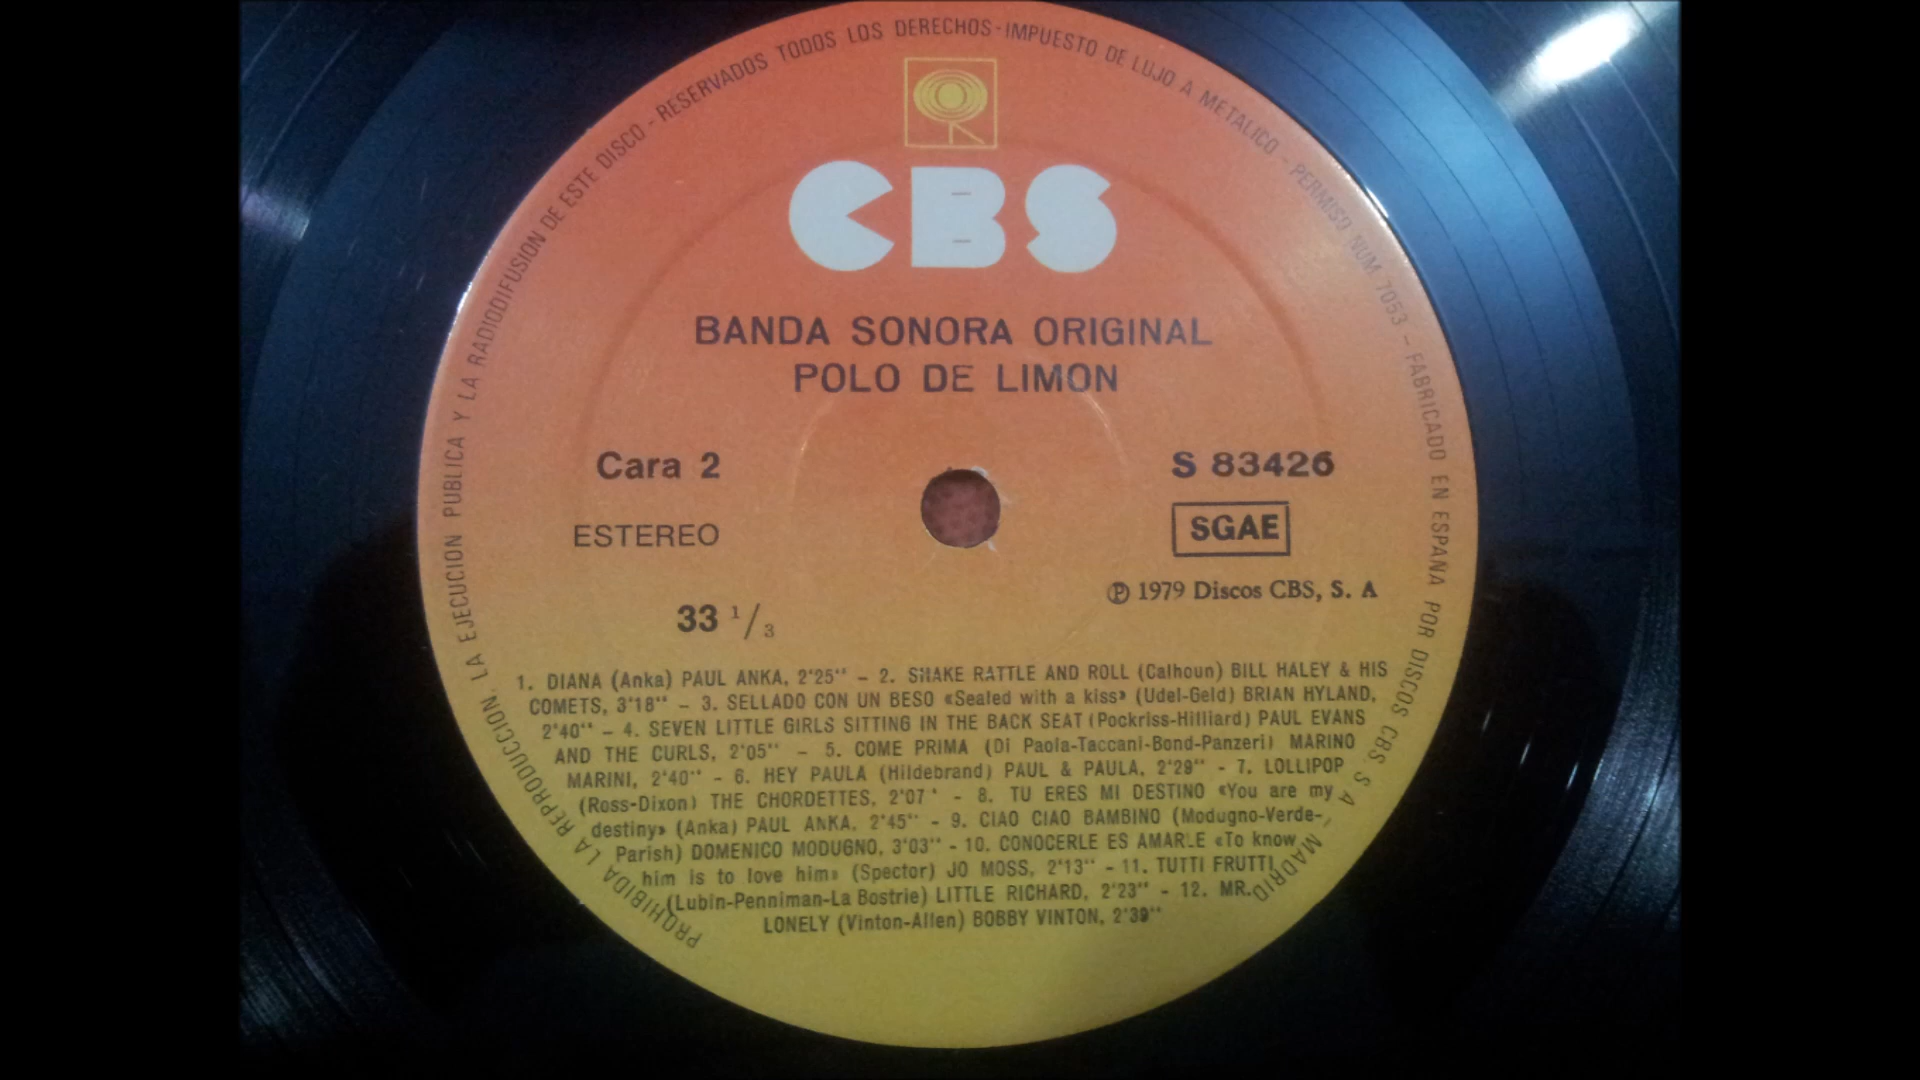 PROHIBIDA LA REPRODUCCION, LA EJECUCION PUBLICA Y LA RADIODIFUSION DE ESTE DISCO - RESERVADOS TODOS LOS DERECHOS - IMPUESTO DE LUJO A METALICO - PERMISO NUM 7053 - FABRICADO EN ESPAÑA POR DISCOS CBS, S A - MADRID
CBS
BANDA SONORA ORIGINAL
POLO DE LIMON
Cara 2
S 83426
ESTEREO
SGAE
℗ 1979 Discos CBS, S. A
33 1/3
1. DIANA (Anka) PAUL ANKA, 2'25'' - 2. SHAKE RATTLE AND ROLL (Calhoun) BILL HALEY & HIS
COMETS, 3'18'' - 3. SELLADO CON UN BESO «Sealed with a kiss» (Udel-Geld) BRIAN HYLAND,
2'40'' - 4. SEVEN LITTLE GIRLS SITTING IN THE BACK SEAT (Pockriss-Hilliard) PAUL EVANS
AND THE CURLS, 2'05'' - 5. COME PRIMA (Di Paola-Taccani-Bond-Panzeri) MARINO
MARINI, 2'40'' - 6. HEY PAULA (Hildebrand) PAUL & PAULA, 2'29'' - 7. LOLLIPOP
(Ross-Dixon) THE CHORDETTES, 2'07' - 8. TU ERES MI DESTINO «You are my
destiny» (Anka) PAUL ANKA, 2'45'' - 9. CIAO CIAO BAMBINO (Modugno-Verde-
Parish) DOMENICO MODUGNO, 3'03'' - 10. CONOCERLE ES AMARLE «To know
him is to love him» (Spector) JO MOSS, 2'13'' - 11. TUTTI FRUTTI
(Lubin-Penniman-La Bostrie) LITTLE RICHARD, 2'23'' - 12. MR.
LONELY (Vinton-Allen) BOBBY VINTON, 2'39''